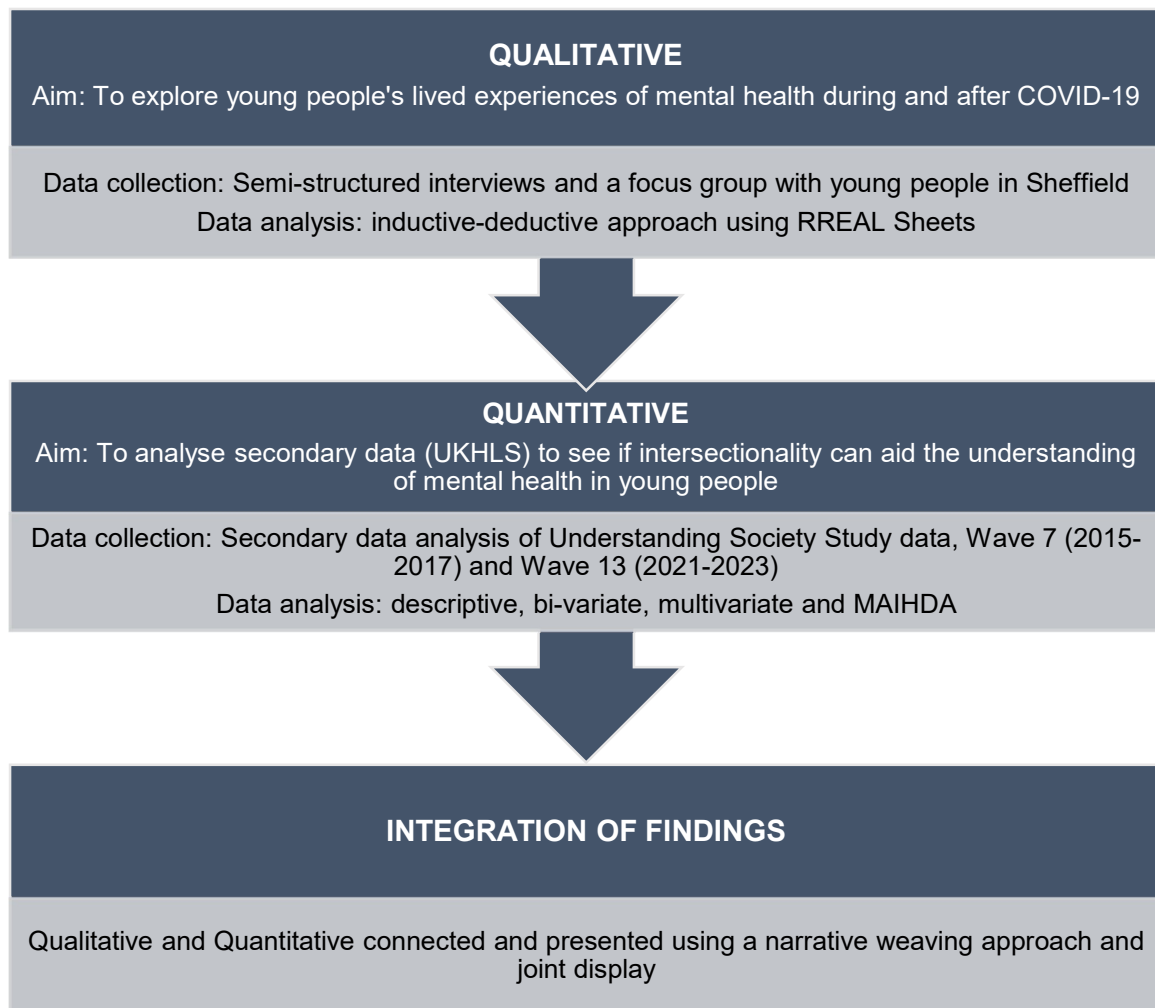 QUALITATIVE
Aim: To explore young people's lived experiences of mental health during and after COVID-19
Data collection: Semi-structured interviews and a focus group with young people in Sheffield
Data analysis: inductive-deductive approach using RREAL Sheets
QUANTITATIVE
Aim: To analyse secondary data (UKHLS) to see if intersectionality can aid the understanding
of mental health in young people
Data collection: Secondary data analysis of Understanding Society Study data, Wave 7 (2015-
2017) and Wave 13 (2021-2023)
Data analysis: descriptive, bi-variate, multivariate and MAIHDA
INTEGRATION OF FINDINGS
Qualitative and Quantitative connected and presented using a narrative weaving approach and
joint display